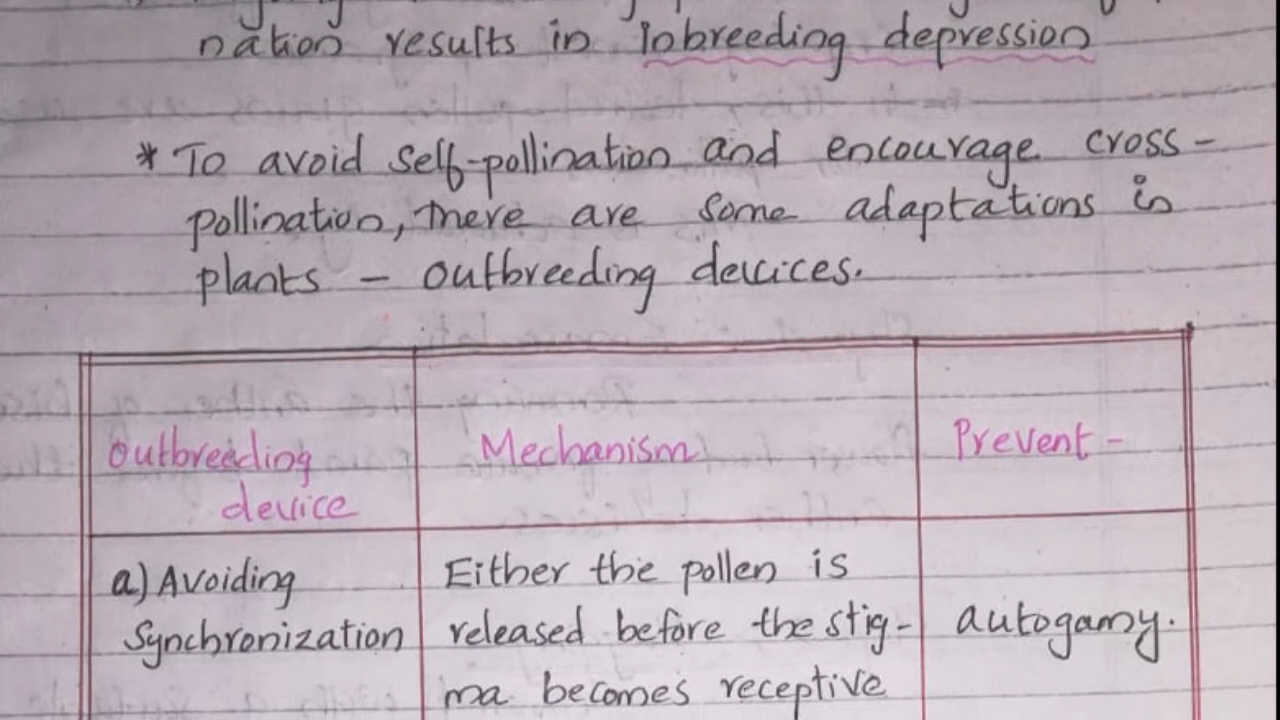 nation results in Inbreeding depression
* To avoid self-pollination and encourage cross-
pollination, there are some adaptations in
plants - outbreeding devices.
Outbreeding device
Mechanism
Prevent -
a) Avoiding
Synchronization
Either the pollen is
released before the stig-
ma becomes receptive
autogamy.